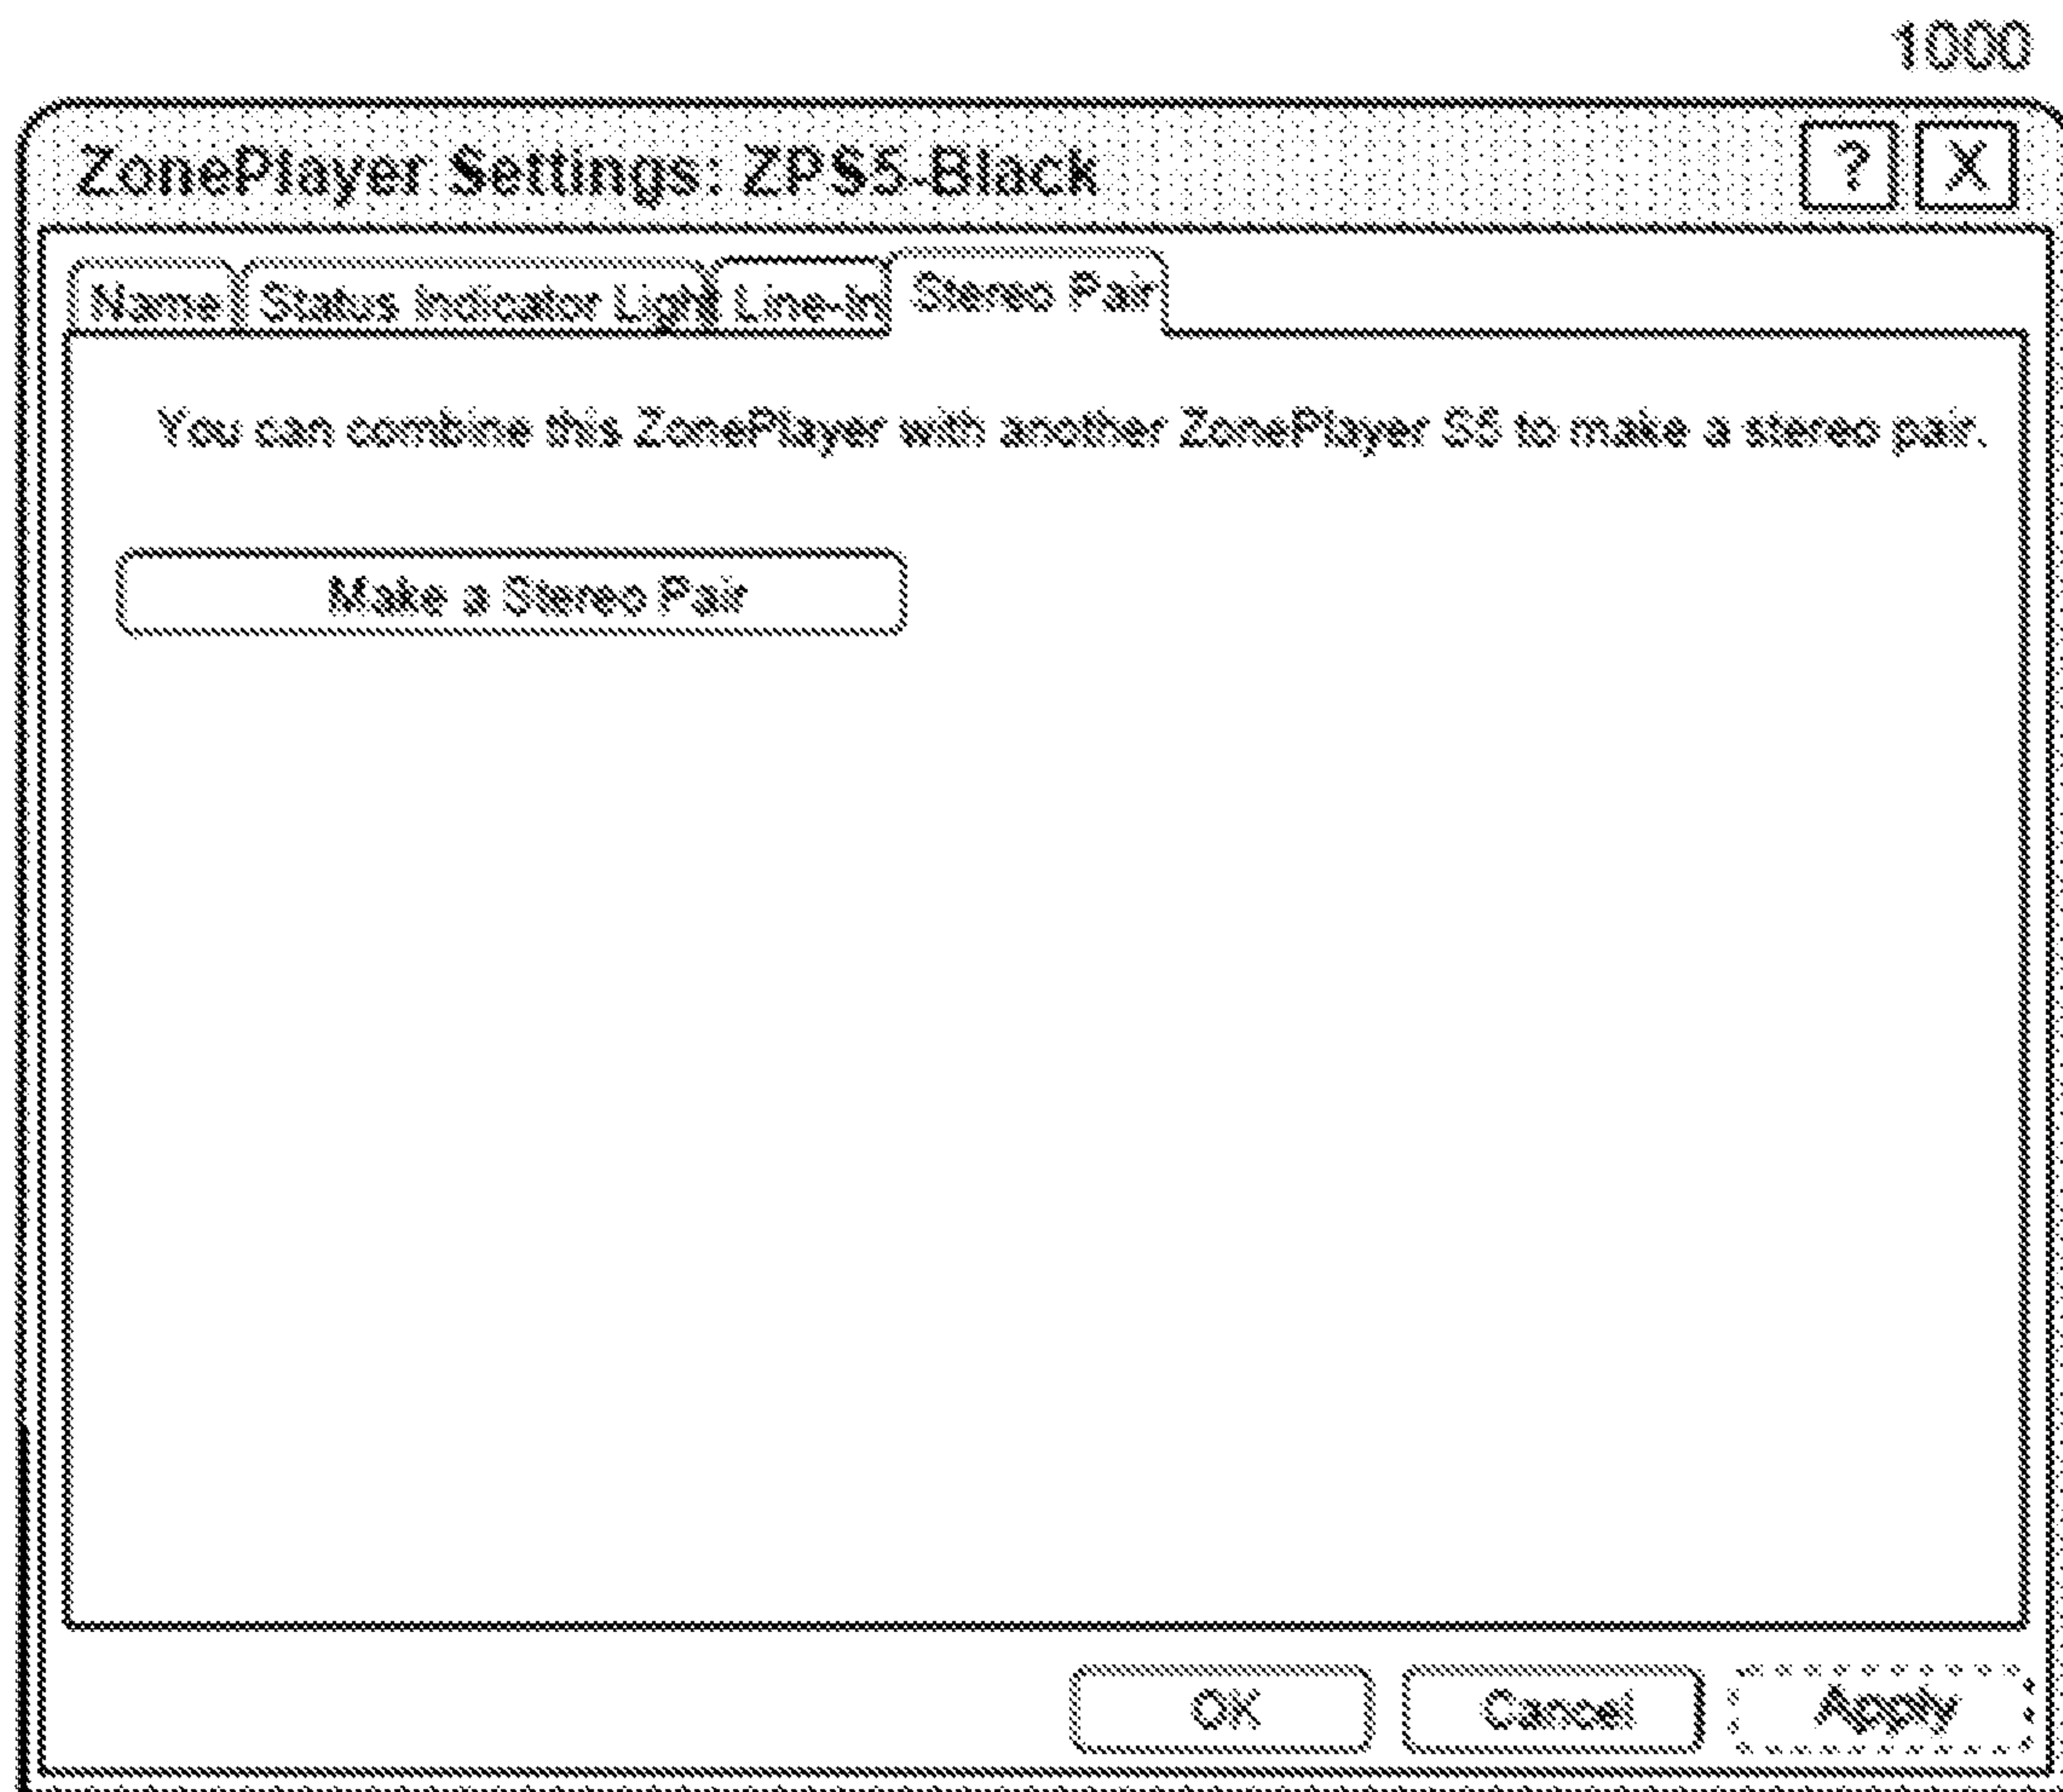 1000
ZonePlayer Settings: ZPS5-Black ? X
Name Status Indicator Light Line-In Stereo Pair
You can combine this ZonePlayer with another ZonePlayer S5 to make a stereo pair.
Make a Stereo Pair
OK Cancel Apply